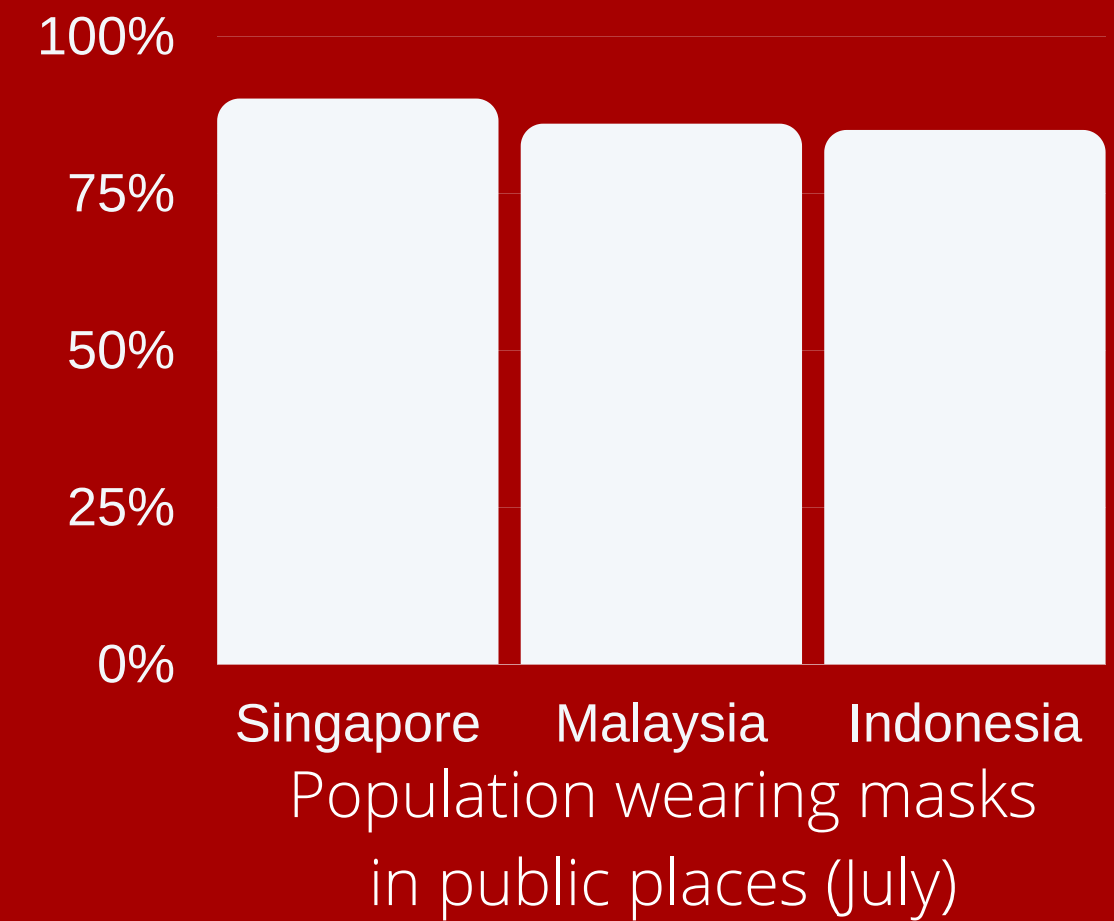 100%
75%
50%
25%
0%
Singapore Malaysia Indonesia
Population wearing masks
in public places (July)